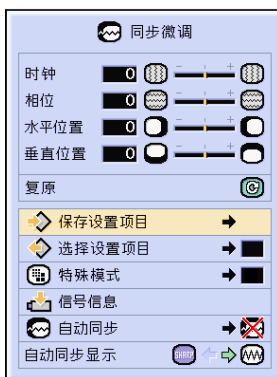 同步微调
时钟 0 - +
相位 0 - +
水平位置 0 - +
垂直位置 0 - +
复原
保存设置项目
选择设置项目
特殊模式
信号信息
自动同步
自动同步显示 SHARP